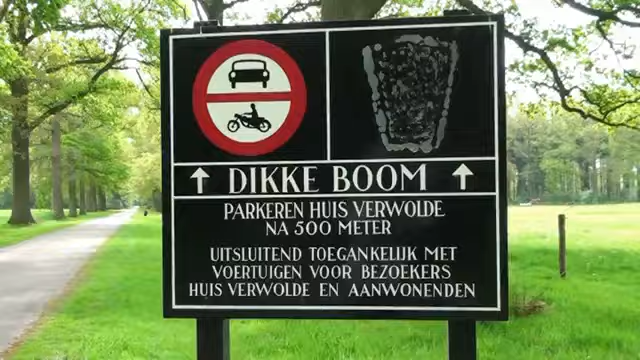 DIKKE BOOM
PARKEREN HUIS VERWOLDE
NA 500 METER
UITSLUITEND TOEGANKELIJK MET
VOERTUIGEN VOOR BEZOEKERS
HUIS VERWOLDE EN AANWONENDEN